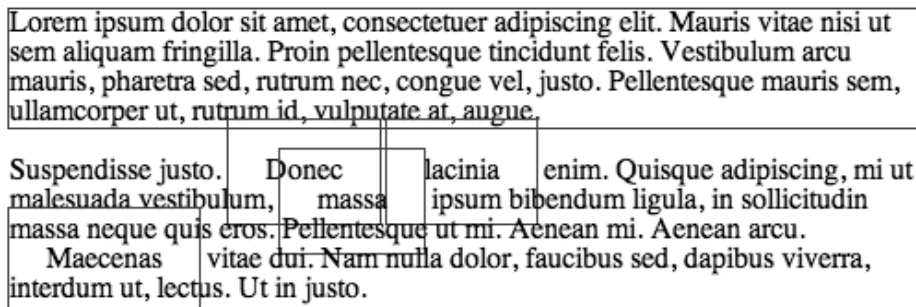 Lorem ipsum dolor sit amet, consectetuer adipiscing elit. Mauris vitae nisi ut
sem aliquam fringilla. Proin pellentesque tincidunt felis. Vestibulum arcu
mauris, pharetra sed, rutrum nec, congue vel, justo. Pellentesque mauris sem,
ullamcorper ut, rutrum id, vulputate at, augue.
Suspendisse justo. Donec lacinia enim. Quisque adipiscing, mi ut
malesuada vestibulum, massa ipsum bibendum ligula, in sollicitudin
massa neque quis eros. Pellentesque ut mi. Aenean mi. Aenean arcu.
Maecenas vitae dui. Nam nulla dolor, faucibus sed, dapibus viverra,
interdum ut, lectus. Ut in justo.